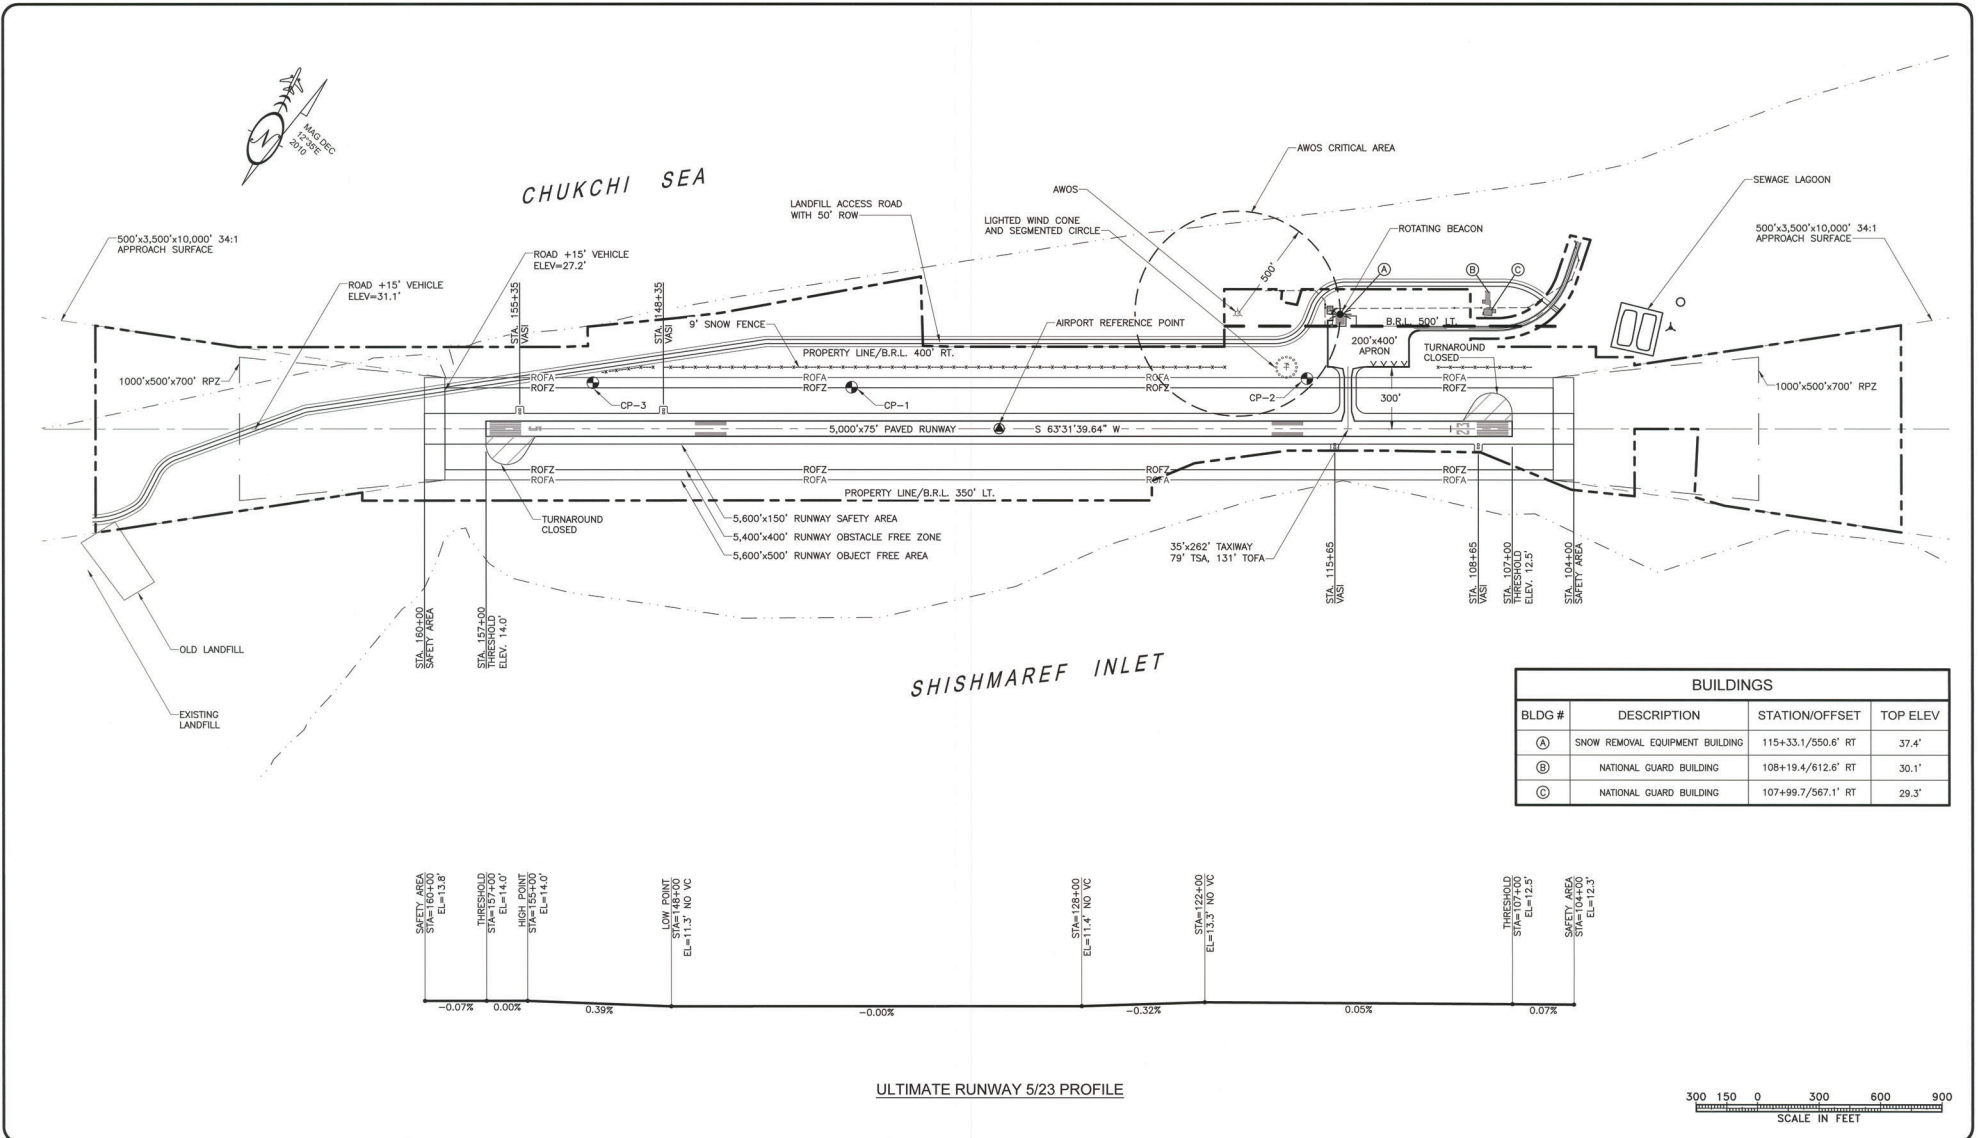 MAG DEC
12°35'E
2010
CHUKCHI SEA
AWOS CRITICAL AREA
AWOS
LIGHTED WIND CONE
AND SEGMENTED CIRCLE
ROTATING BEACON
SEWAGE LAGOON
500'x3,500'x10,000' 34:1
APPROACH SURFACE
ROAD +15' VEHICLE
ELEV=27.2'
ROAD +15' VEHICLE
ELEV=31.1'
LANDFILL ACCESS ROAD
WITH 50' ROW
500'x3,500'x10,000' 34:1
APPROACH SURFACE
500'
A
B
C
STA. 155+35
VASI
STA. 148+35
VASI
9' SNOW FENCE
AIRPORT REFERENCE POINT
B.R.L. 500' LT.
PROPERTY LINE/B.R.L. 400' RT.
200'x400'
APRON
TURNAROUND
CLOSED
1000'x500'x700' RPZ
1000'x500'x700' RPZ
ROFA
ROFZ
ROFA
ROFZ
ROFA
ROFZ
ROFA
ROFZ
CP-3
CP-1
CP-2
300'
5
5,000'x75' PAVED RUNWAY
S 63°31'39.64" W
23
ROFZ
ROFA
ROFZ
ROFA
ROFZ
ROFA
ROFZ
ROFA
PROPERTY LINE/B.R.L. 350' LT.
TURNAROUND
CLOSED
5,600'x150' RUNWAY SAFETY AREA
5,400'x400' RUNWAY OBSTACLE FREE ZONE
5,600'x500' RUNWAY OBJECT FREE AREA
35'x262' TAXIWAY
79' TSA, 131' TOFA
STA. 115+65
VASI
STA. 108+65
VASI
STA. 107+00
THRESHOLD
ELEV. 12.5'
STA. 104+00
SAFETY AREA
STA. 160+00
SAFETY AREA
STA. 157+00
THRESHOLD
ELEV. 14.0'
OLD LANDFILL
EXISTING
LANDFILL
SHISHMAREF INLET
BUILDINGS
BLDG # DESCRIPTION STATION/OFFSET TOP ELEV
A SNOW REMOVAL EQUIPMENT BUILDING 115+33.1/550.6' RT 37.4'
B NATIONAL GUARD BUILDING 108+19.4/612.6' RT 30.1'
C NATIONAL GUARD BUILDING 107+99.7/567.1' RT 29.3'
SAFETY AREA
STA=160+00
EL=13.8'
THRESHOLD
STA=157+00
EL=14.0'
HIGH POINT
STA=155+00
EL=14.0'
LOW POINT
STA=148+00
EL=11.3' NO VC
STA=128+00
EL=11.4' NO VC
STA=122+00
EL=13.3' NO VC
THRESHOLD
STA=107+00
EL=12.5'
SAFETY AREA
STA=104+00
EL=12.3'
-0.07% 0.00% 0.39% -0.00% -0.32% 0.05% 0.07%
ULTIMATE RUNWAY 5/23 PROFILE
300 150 0 300 600 900
SCALE IN FEET